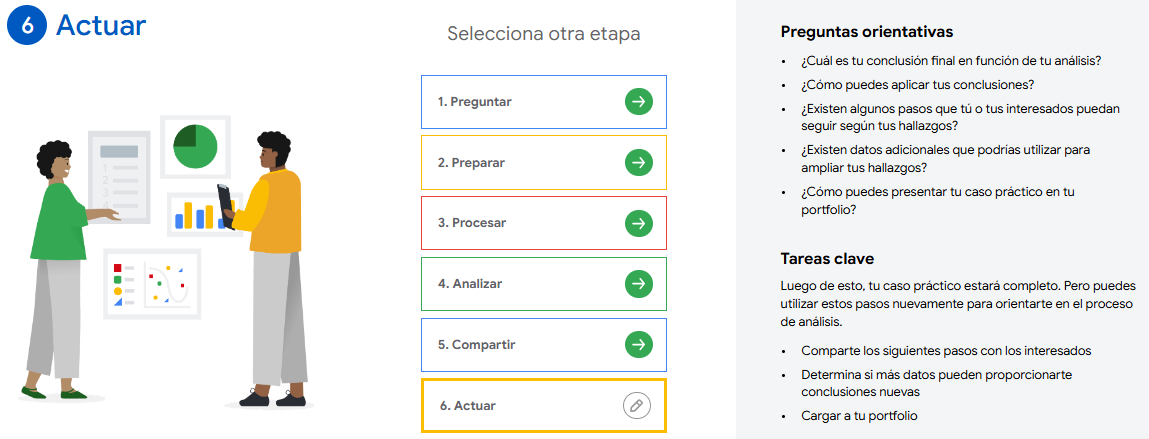 6 Actuar
Selecciona otra etapa
1. Preguntar
2. Preparar
3. Procesar
4. Analizar
5. Compartir
6. Actuar
Preguntas orientativas
• ¿Cuál es tu conclusión final en función de tu análisis?
• ¿Cómo puedes aplicar tus conclusiones?
• ¿Existen algunos pasos que tú o tus interesados puedan
seguir según tus hallazgos?
• ¿Existen datos adicionales que podrías utilizar para
ampliar tus hallazgos?
• ¿Cómo puedes presentar tu caso práctico en tu
portfolio?
Tareas clave
Luego de esto, tu caso práctico estará completo. Pero puedes
utilizar estos pasos nuevamente para orientarte en el proceso
de análisis.
• Comparte los siguientes pasos con los interesados
• Determina si más datos pueden proporcionarte
conclusiones nuevas
• Cargar a tu portfolio
1
2
3
4